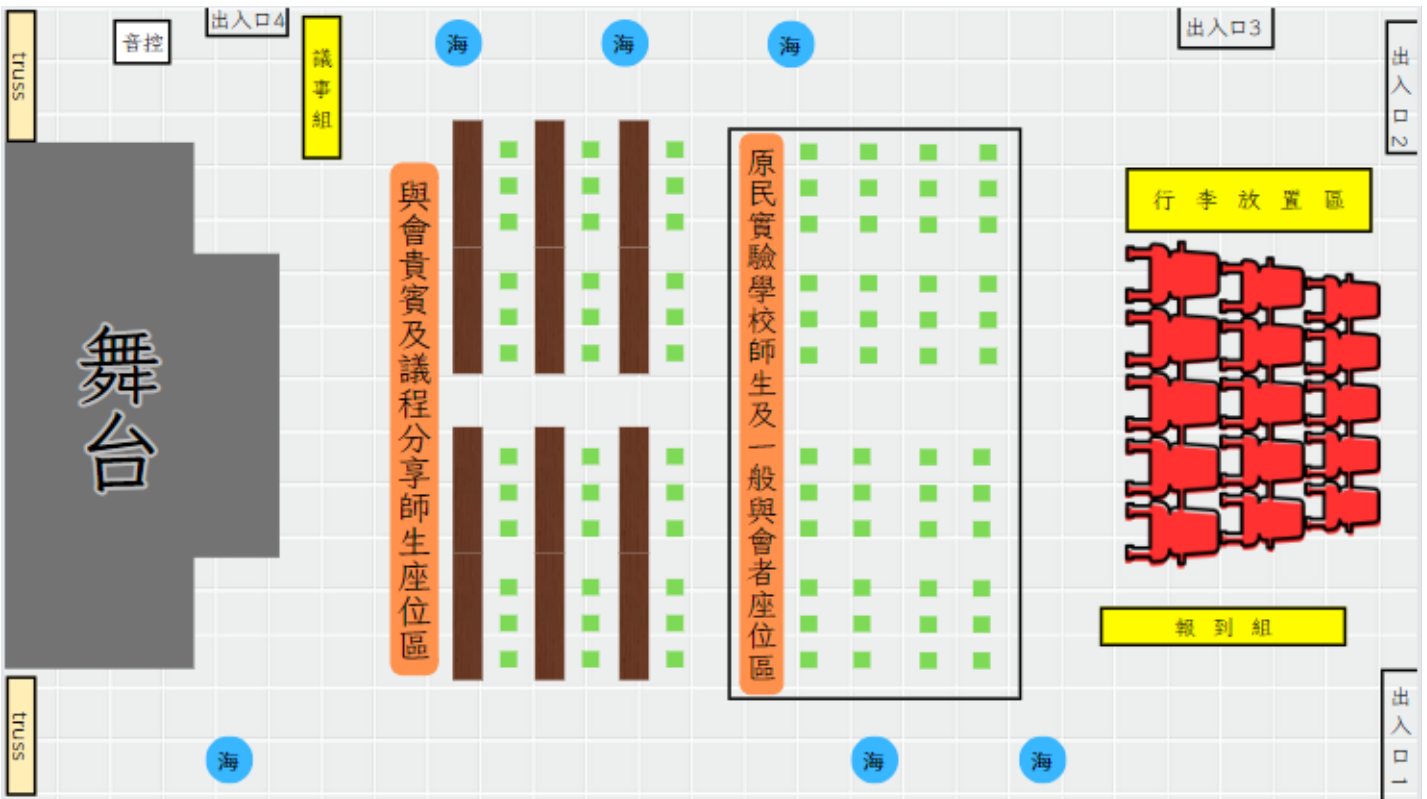 truss
音控
出入口4
議事組
海
海
海
出入口3
出入口2
舞台
與會貴賓及議程分享師生座位區
原民實驗學校師生及一般與會者座位區
行李放置區
報到組
truss
海
海
海
出入口1